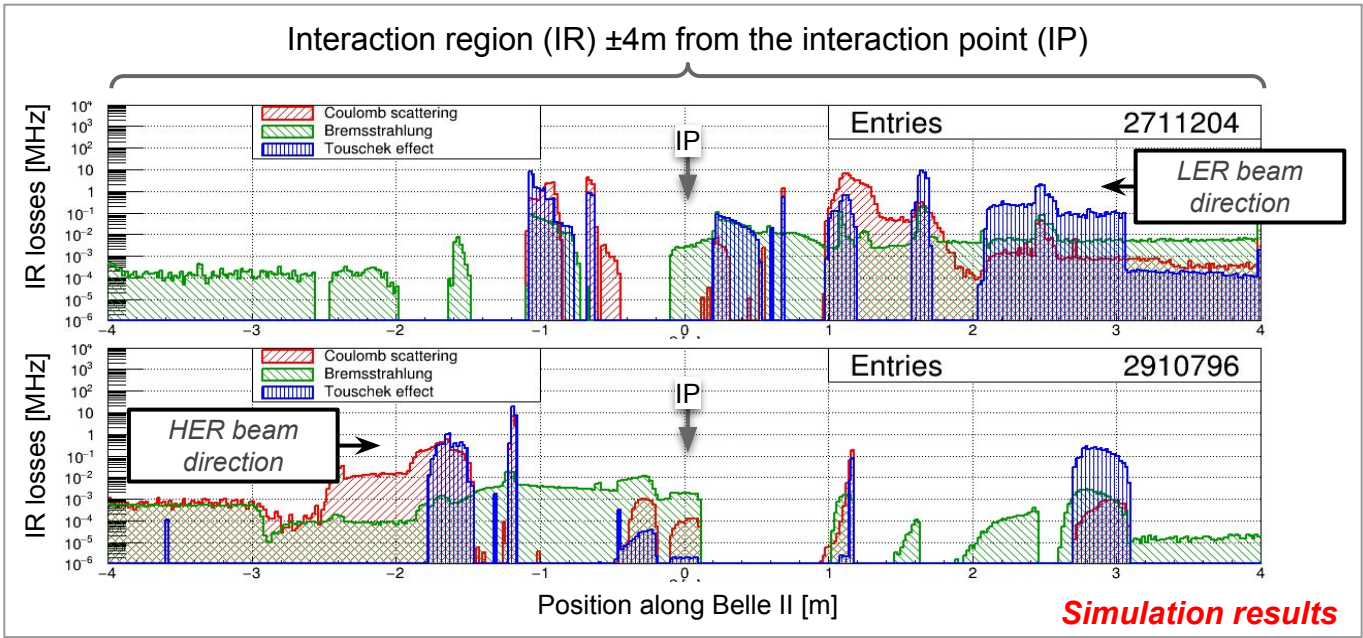 Interaction region (IR) ±4m from the interaction point (IP)
IR losses [MHz]
10⁴
10³
10²
10
1
10⁻¹
10⁻²
10⁻³
10⁻⁴
10⁻⁵
10⁻⁶
Coulomb scattering
Bremsstrahlung
Touschek effect
IP
Entries 2711204
LER beam
direction
−4 −3 −2 −1 0 1 2 3 4
IR losses [MHz]
10⁴
10³
10²
10
1
10⁻¹
10⁻²
10⁻³
10⁻⁴
10⁻⁵
10⁻⁶
Coulomb scattering
Bremsstrahlung
Touschek effect
IP
Entries 2910796
HER beam
direction
−4 −3 −2 −1 0 1 2 3 4
Position along Belle II [m]
Simulation results